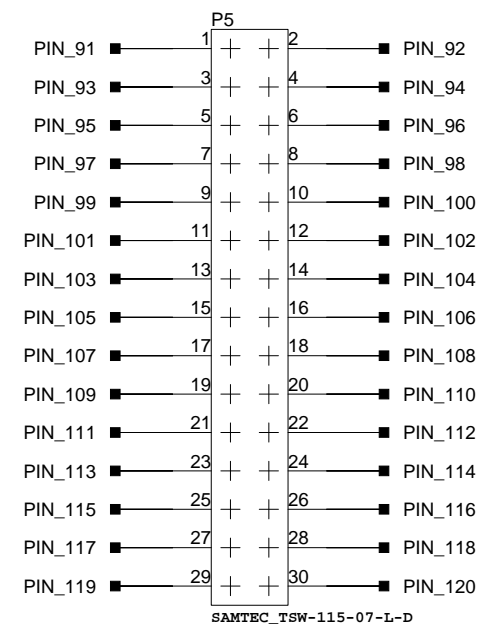 P5
PIN_91 1 2 PIN_92
PIN_93 3 4 PIN_94
PIN_95 5 6 PIN_96
PIN_97 7 8 PIN_98
PIN_99 9 10 PIN_100
PIN_101 11 12 PIN_102
PIN_103 13 14 PIN_104
PIN_105 15 16 PIN_106
PIN_107 17 18 PIN_108
PIN_109 19 20 PIN_110
PIN_111 21 22 PIN_112
PIN_113 23 24 PIN_114
PIN_115 25 26 PIN_116
PIN_117 27 28 PIN_118
PIN_119 29 30 PIN_120
SAMTEC_TSW-115-07-L-D